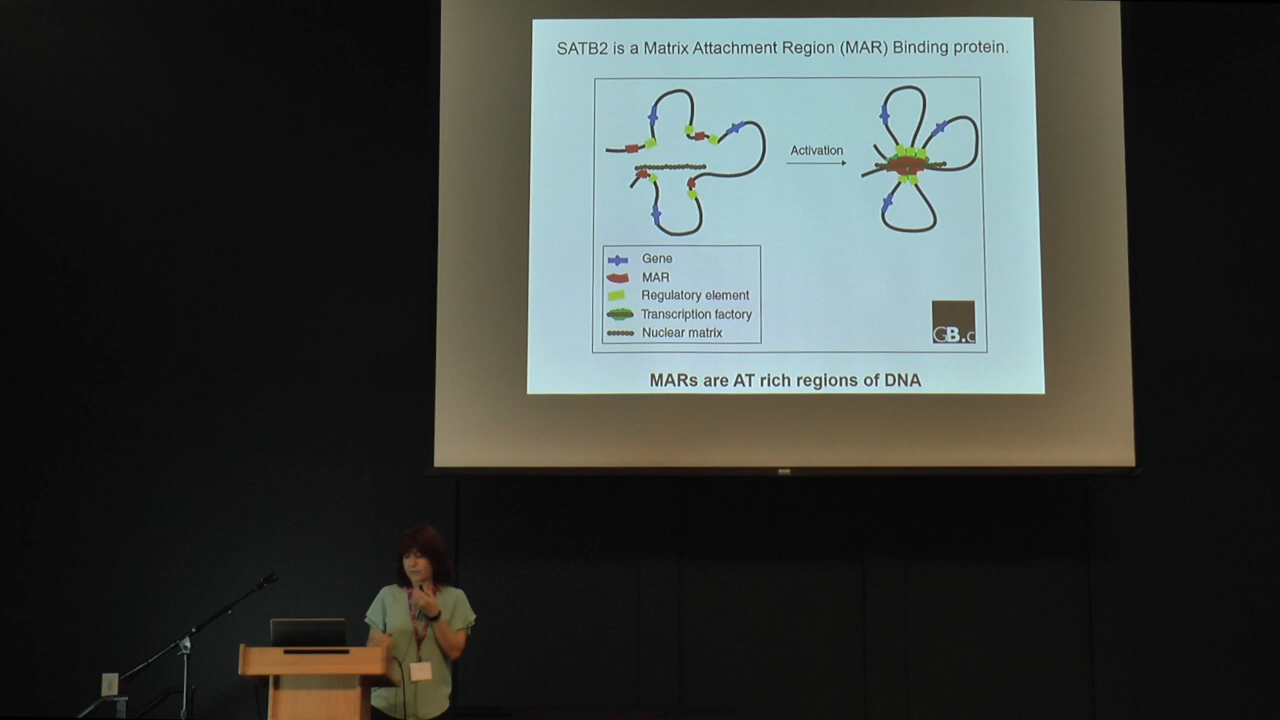 SATB2 is a Matrix Attachment Region (MAR) Binding protein.
Activation
Gene
MAR
Regulatory element
Transcription factory
Nuclear matrix
GB.c
MARs are AT rich regions of DNA